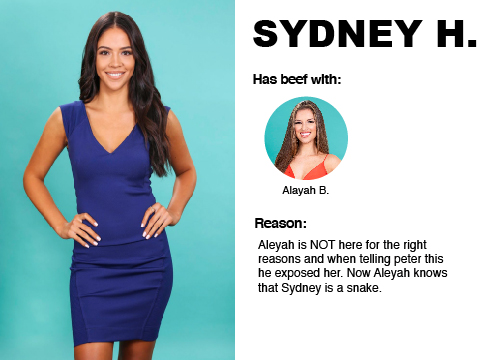 SYDNEY H.
Has beef with:
Alayah B.
Reason:
Aleyah is NOT here for the right
reasons and when telling peter this
he exposed her. Now Aleyah knows
that Sydney is a snake.